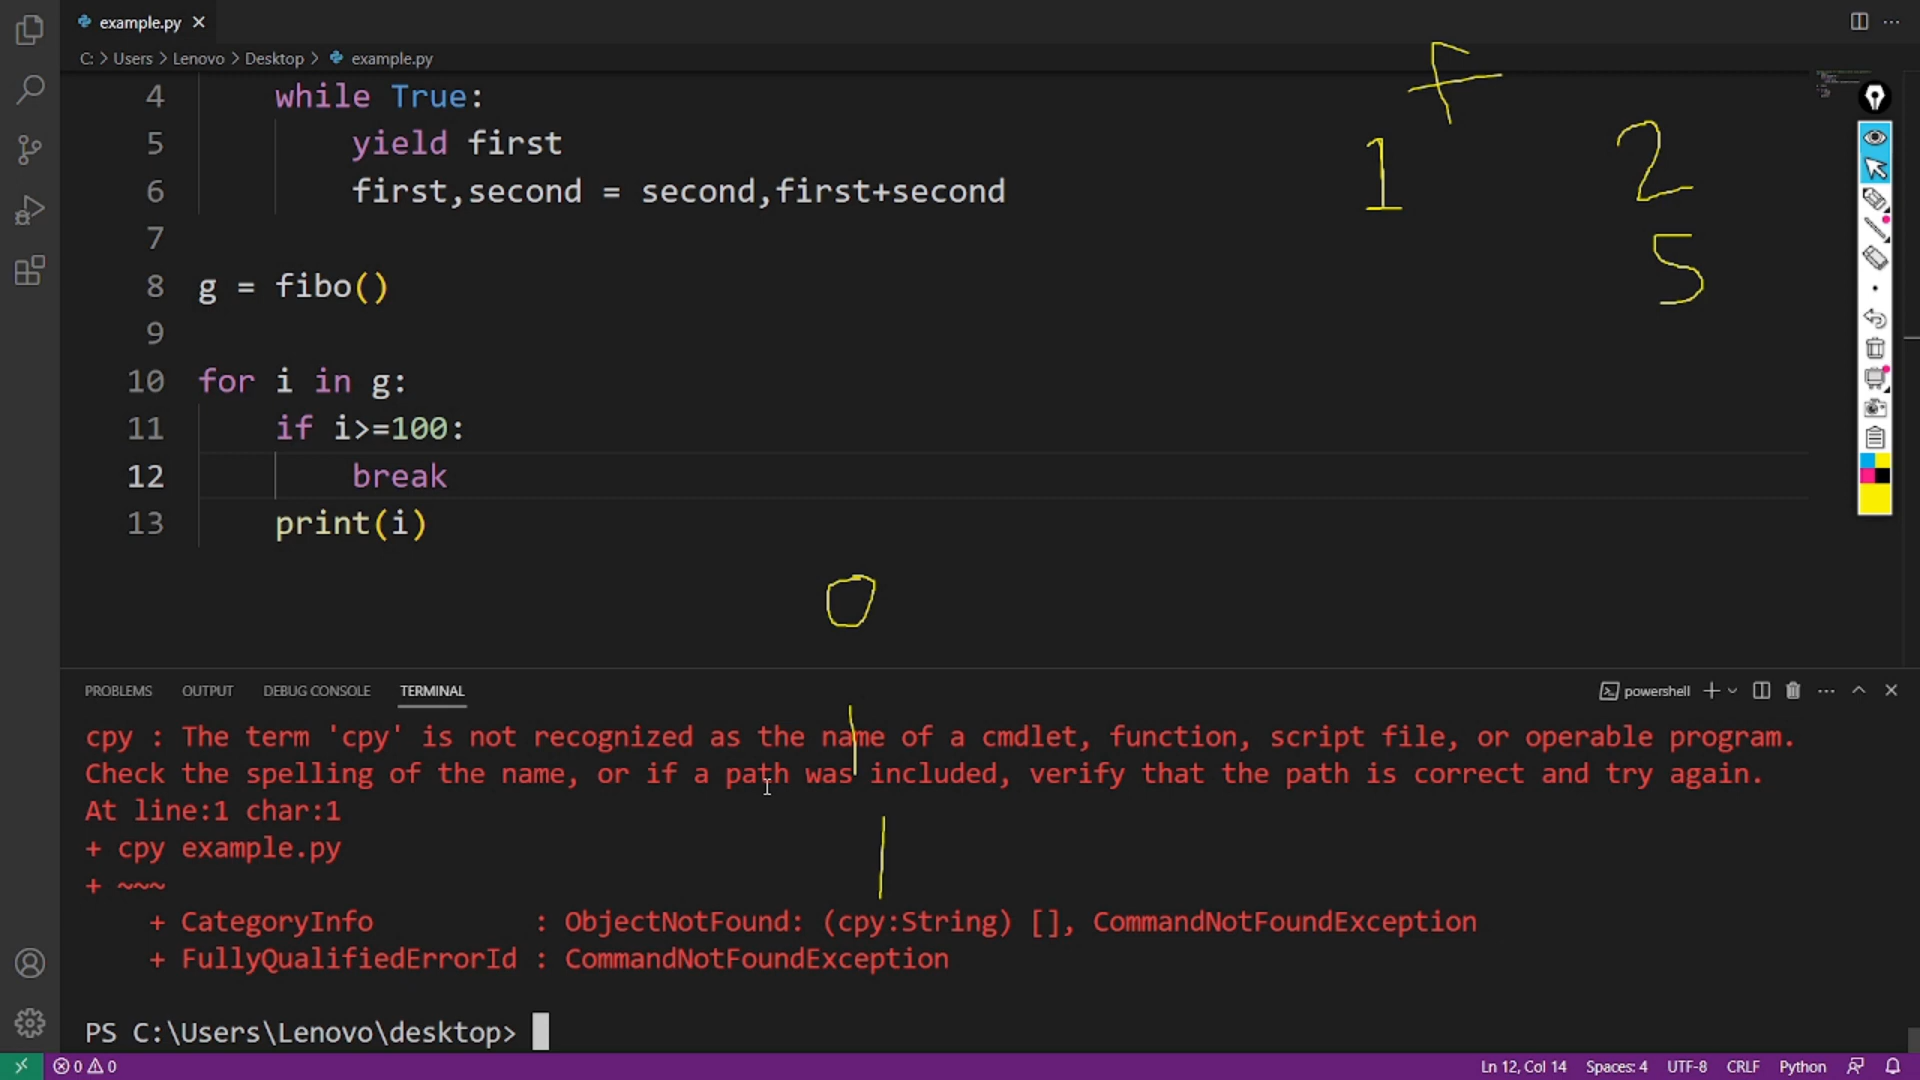 example.py
C: > Users > Lenovo > Desktop > example.py
4 while True:
5 yield first
6 first,second = second,first+second
7
8 g = fibo()
9
10 for i in g:
11 if i>=100:
12 break
13 print(i)
F
1 2
5
0
1
1
PROBLEMS OUTPUT DEBUG CONSOLE TERMINAL powershell
cpy : The term 'cpy' is not recognized as the name of a cmdlet, function, script file, or operable program.
Check the spelling of the name, or if a path was included, verify that the path is correct and try again.
At line:1 char:1
+ cpy example.py
+ ~~~
+ CategoryInfo : ObjectNotFound: (cpy:String) [], CommandNotFoundException
+ FullyQualifiedErrorId : CommandNotFoundException
PS C:\Users\Lenovo\desktop>
0 0 Ln 12, Col 14 Spaces: 4 UTF-8 CRLF Python